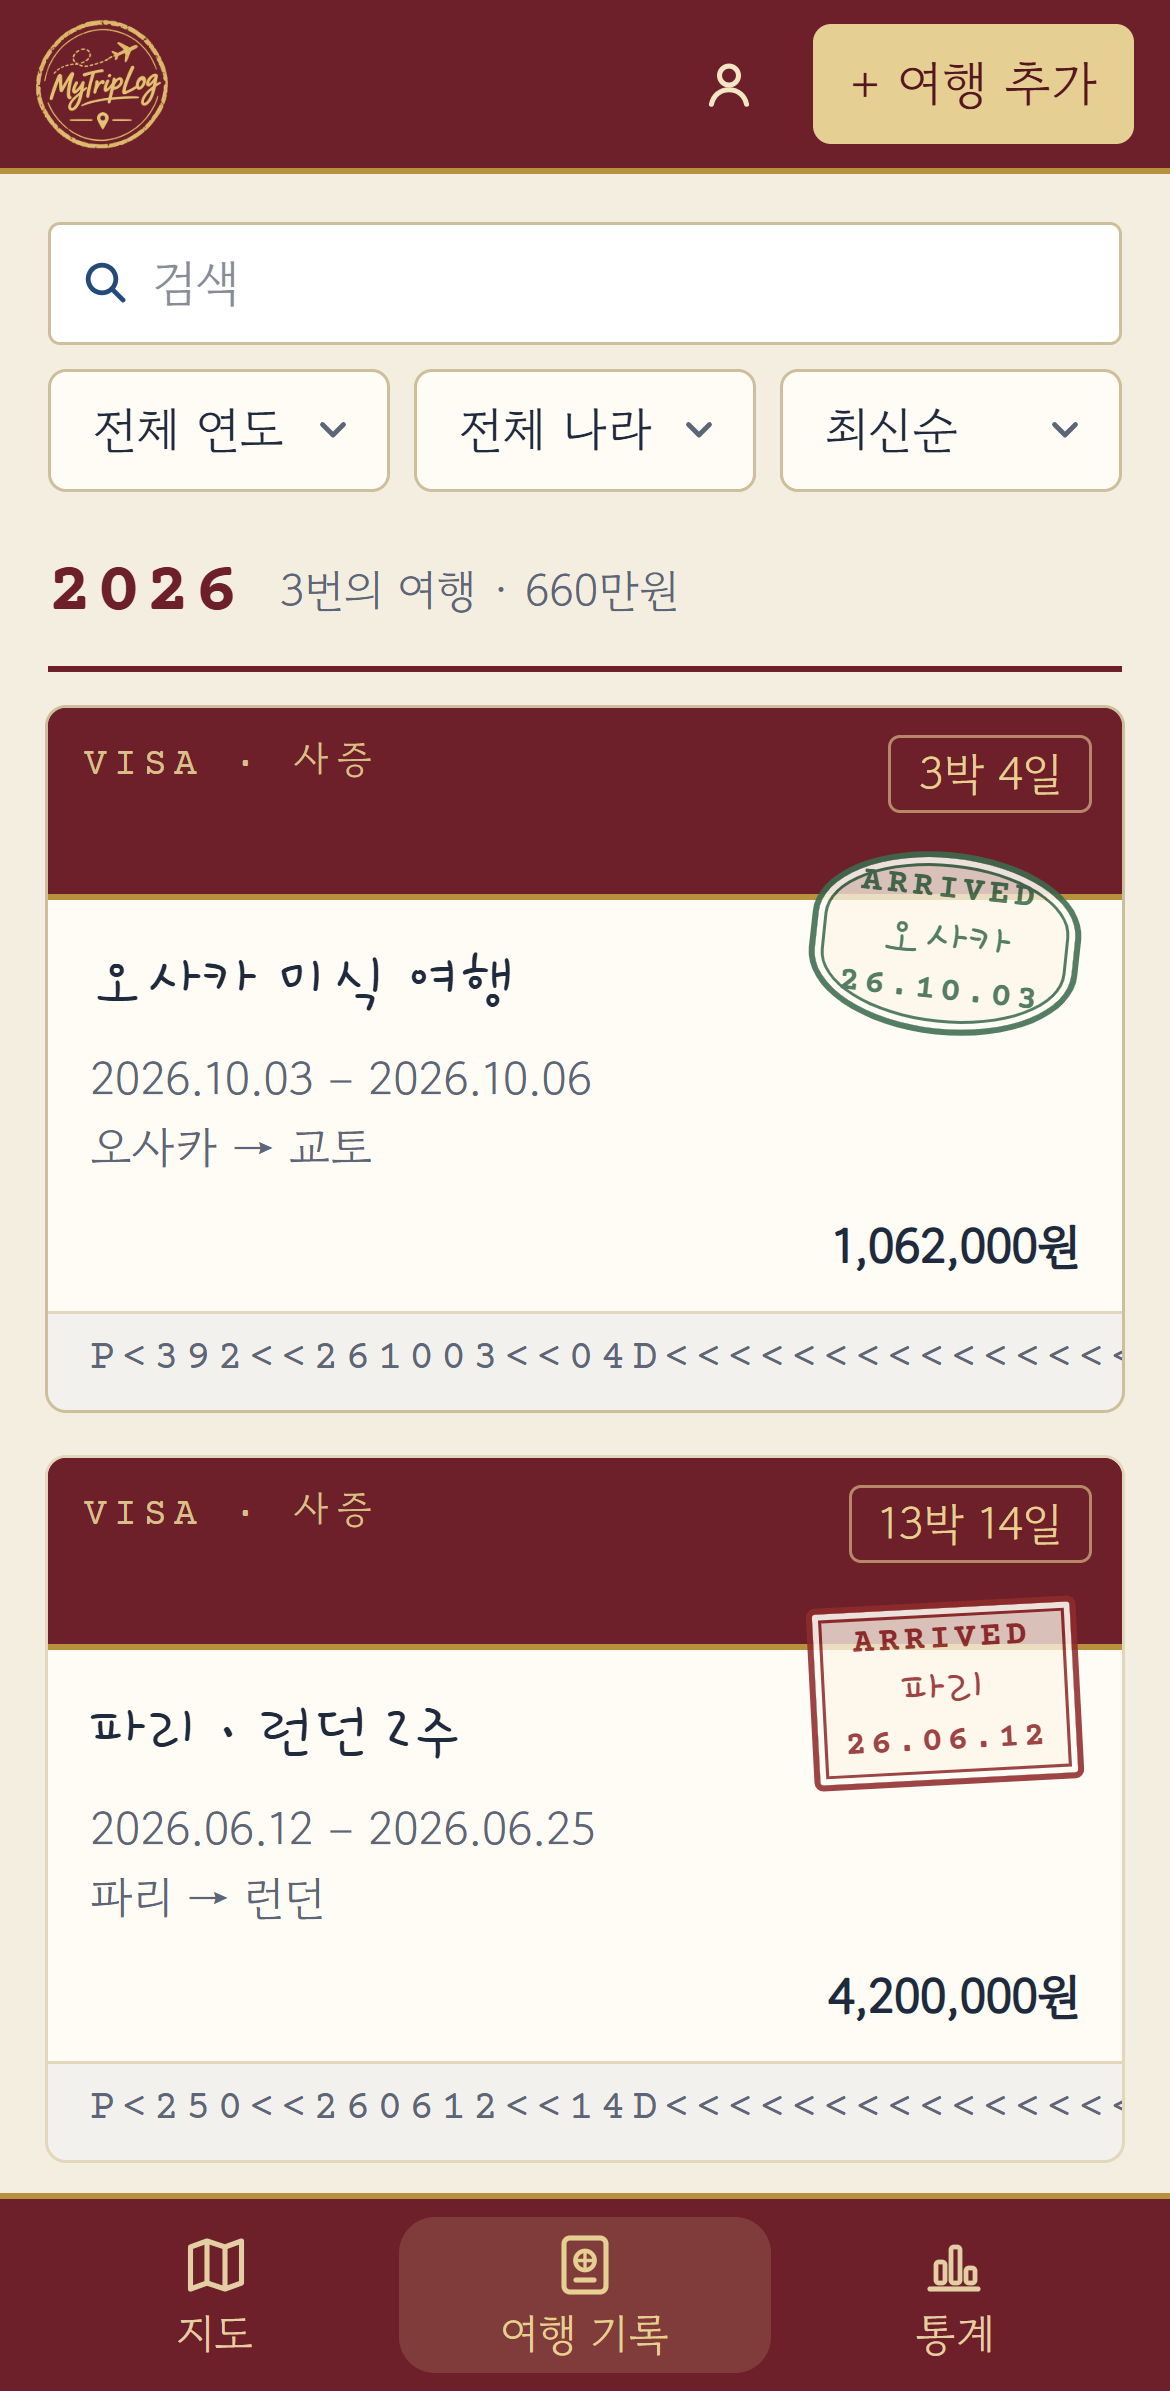 MyTripLog
+ 여행 추가
검색
전체 연도
전체 나라
최신순
2026 3번의 여행 · 660만원
VISA · 사증
3박 4일
ARRIVED
오사카
26.10.03
오사카 미식 여행
2026.10.03 – 2026.10.06
오사카 → 교토
1,062,000원
P<392<<261003<<04D<<<<<<<<<<<<<<<
VISA · 사증
13박 14일
ARRIVED
파리
26.06.12
파리 · 런던 2주
2026.06.12 – 2026.06.25
파리 → 런던
4,200,000원
P<250<<260612<<14D<<<<<<<<<<<<<<<
지도
여행 기록
통계